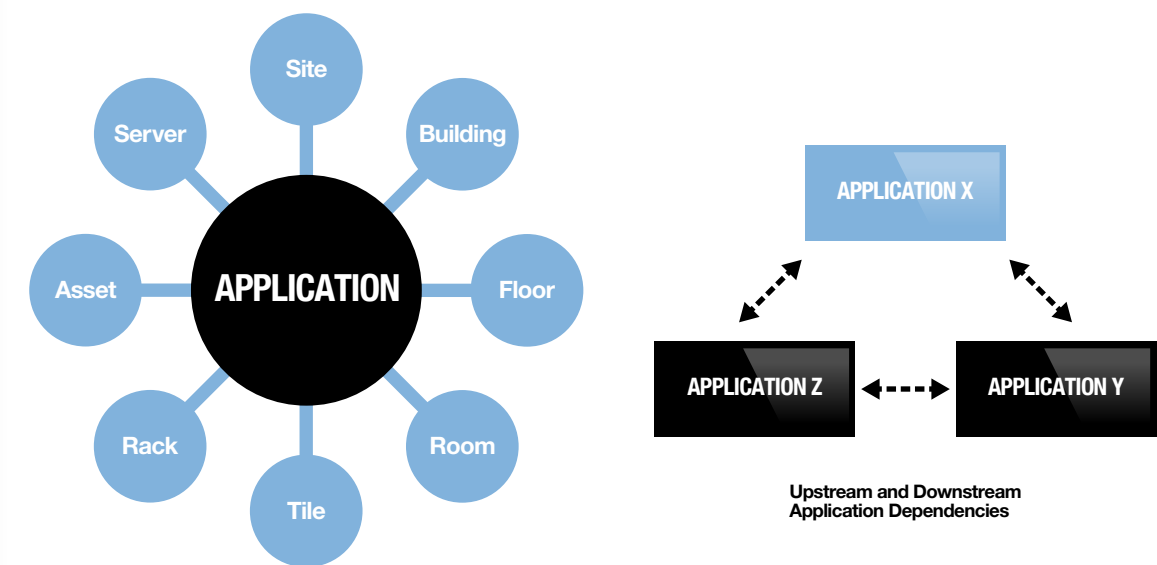 Site
Server
Building
Asset
APPLICATION
Floor
Rack
Room
Tile
APPLICATION X
APPLICATION Z
APPLICATION Y
Upstream and Downstream
Application Dependencies